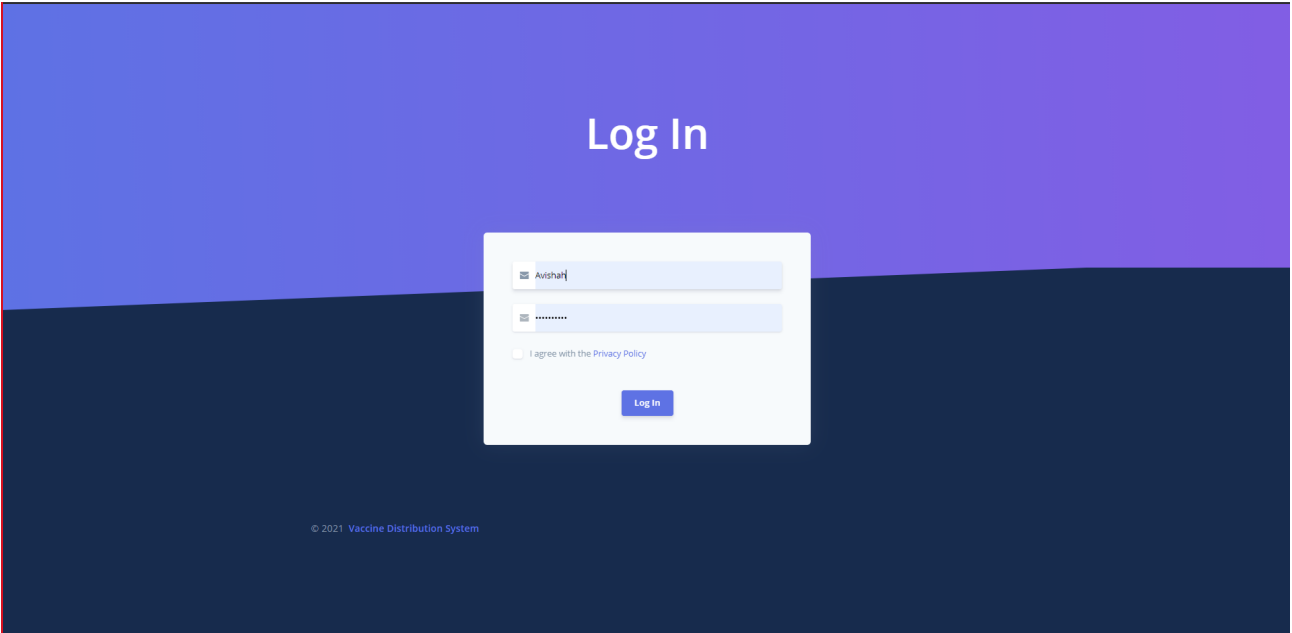 Log In
Avishah
••••••••••
I agree with the Privacy Policy
Log In
© 2021 Vaccine Distribution System